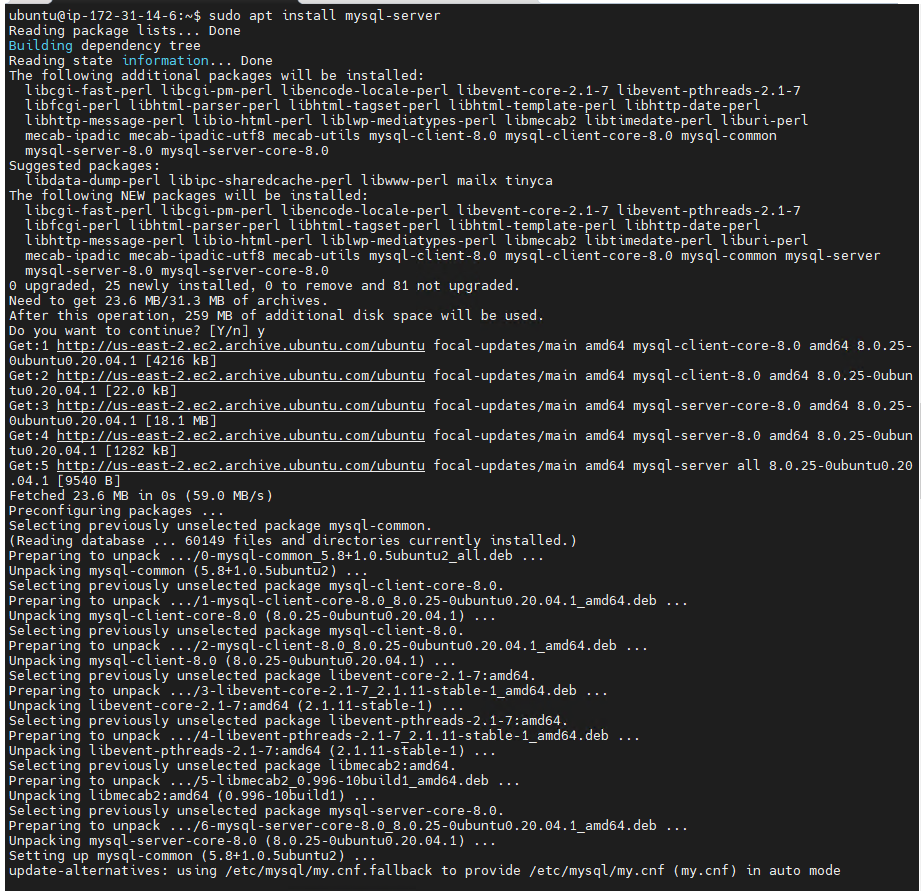 ubuntu@ip-172-31-14-6:~$ sudo apt install mysql-server
Reading package lists... Done
Building dependency tree
Reading state information... Done
The following additional packages will be installed:
  libcgi-fast-perl libcgi-pm-perl libencode-locale-perl libevent-core-2.1-7 libevent-pthreads-2.1-7
  libfcgi-perl libhtml-parser-perl libhtml-tagset-perl libhtml-template-perl libhttp-date-perl
  libhttp-message-perl libio-html-perl liblwp-mediatypes-perl libmecab2 libtimedate-perl liburi-perl
  mecab-ipadic mecab-ipadic-utf8 mecab-utils mysql-client-8.0 mysql-client-core-8.0 mysql-common
  mysql-server-8.0 mysql-server-core-8.0
Suggested packages:
  libdata-dump-perl libipc-sharedcache-perl libwww-perl mailx tinyca
The following NEW packages will be installed:
  libcgi-fast-perl libcgi-pm-perl libencode-locale-perl libevent-core-2.1-7 libevent-pthreads-2.1-7
  libfcgi-perl libhtml-parser-perl libhtml-tagset-perl libhtml-template-perl libhttp-date-perl
  libhttp-message-perl libio-html-perl liblwp-mediatypes-perl libmecab2 libtimedate-perl liburi-perl
  mecab-ipadic mecab-ipadic-utf8 mecab-utils mysql-client-8.0 mysql-client-core-8.0 mysql-common mysql-server
  mysql-server-8.0 mysql-server-core-8.0
0 upgraded, 25 newly installed, 0 to remove and 81 not upgraded.
Need to get 23.6 MB/31.3 MB of archives.
After this operation, 259 MB of additional disk space will be used.
Do you want to continue? [Y/n] y
Get:1 http://us-east-2.ec2.archive.ubuntu.com/ubuntu focal-updates/main amd64 mysql-client-core-8.0 amd64 8.0.25-
0ubuntu0.20.04.1 [4216 kB]
Get:2 http://us-east-2.ec2.archive.ubuntu.com/ubuntu focal-updates/main amd64 mysql-client-8.0 amd64 8.0.25-0ubun
tu0.20.04.1 [22.0 kB]
Get:3 http://us-east-2.ec2.archive.ubuntu.com/ubuntu focal-updates/main amd64 mysql-server-core-8.0 amd64 8.0.25-
0ubuntu0.20.04.1 [18.1 MB]
Get:4 http://us-east-2.ec2.archive.ubuntu.com/ubuntu focal-updates/main amd64 mysql-server-8.0 amd64 8.0.25-0ubun
tu0.20.04.1 [1282 kB]
Get:5 http://us-east-2.ec2.archive.ubuntu.com/ubuntu focal-updates/main amd64 mysql-server all 8.0.25-0ubuntu0.20
.04.1 [9540 B]
Fetched 23.6 MB in 0s (59.0 MB/s)
Preconfiguring packages ...
Selecting previously unselected package mysql-common.
(Reading database ... 60149 files and directories currently installed.)
Preparing to unpack .../0-mysql-common_5.8+1.0.5ubuntu2_all.deb ...
Unpacking mysql-common (5.8+1.0.5ubuntu2) ...
Selecting previously unselected package mysql-client-core-8.0.
Preparing to unpack .../1-mysql-client-core-8.0_8.0.25-0ubuntu0.20.04.1_amd64.deb ...
Unpacking mysql-client-core-8.0 (8.0.25-0ubuntu0.20.04.1) ...
Selecting previously unselected package mysql-client-8.0.
Preparing to unpack .../2-mysql-client-8.0_8.0.25-0ubuntu0.20.04.1_amd64.deb ...
Unpacking mysql-client-8.0 (8.0.25-0ubuntu0.20.04.1) ...
Selecting previously unselected package libevent-core-2.1-7:amd64.
Preparing to unpack .../3-libevent-core-2.1-7_2.1.11-stable-1_amd64.deb ...
Unpacking libevent-core-2.1-7:amd64 (2.1.11-stable-1) ...
Selecting previously unselected package libevent-pthreads-2.1-7:amd64.
Preparing to unpack .../4-libevent-pthreads-2.1-7_2.1.11-stable-1_amd64.deb ...
Unpacking libevent-pthreads-2.1-7:amd64 (2.1.11-stable-1) ...
Selecting previously unselected package libmecab2:amd64.
Preparing to unpack .../5-libmecab2_0.996-10build1_amd64.deb ...
Unpacking libmecab2:amd64 (0.996-10build1) ...
Selecting previously unselected package mysql-server-core-8.0.
Preparing to unpack .../6-mysql-server-core-8.0_8.0.25-0ubuntu0.20.04.1_amd64.deb ...
Unpacking mysql-server-core-8.0 (8.0.25-0ubuntu0.20.04.1) ...
Setting up mysql-common (5.8+1.0.5ubuntu2) ...
update-alternatives: using /etc/mysql/my.cnf.fallback to provide /etc/mysql/my.cnf (my.cnf) in auto mode